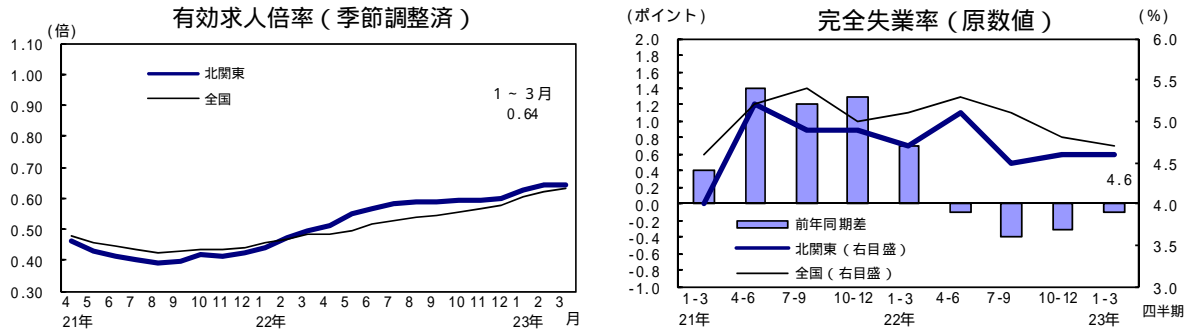 有効求人倍率（季節調整済）
(倍)
1.10
1.00
0.90
0.80
0.70
0.60
0.50
0.40
0.30
北関東
全国
1～3月
0.64
4 5 6 7 8 9 10 11 12 1 2 3 4 5 6 7 8 9 10 11 12 1 2 3
21年 22年 23年 月
完全失業率（原数値）
(ポイント) (%)
2.0
1.8
1.6
1.4
1.2
1.0
0.8
0.6
0.4
0.2
0.0
-0.2
-0.4
-0.6
-0.8
-1.0
6.0
5.5
5.0
4.5
4.0
3.5
3.0
4.6
前年同期差
北関東（右目盛）
全国（右目盛）
1-3 4-6 7-9 10-12 1-3 4-6 7-9 10-12 1-3
21年 22年 23年 四半期